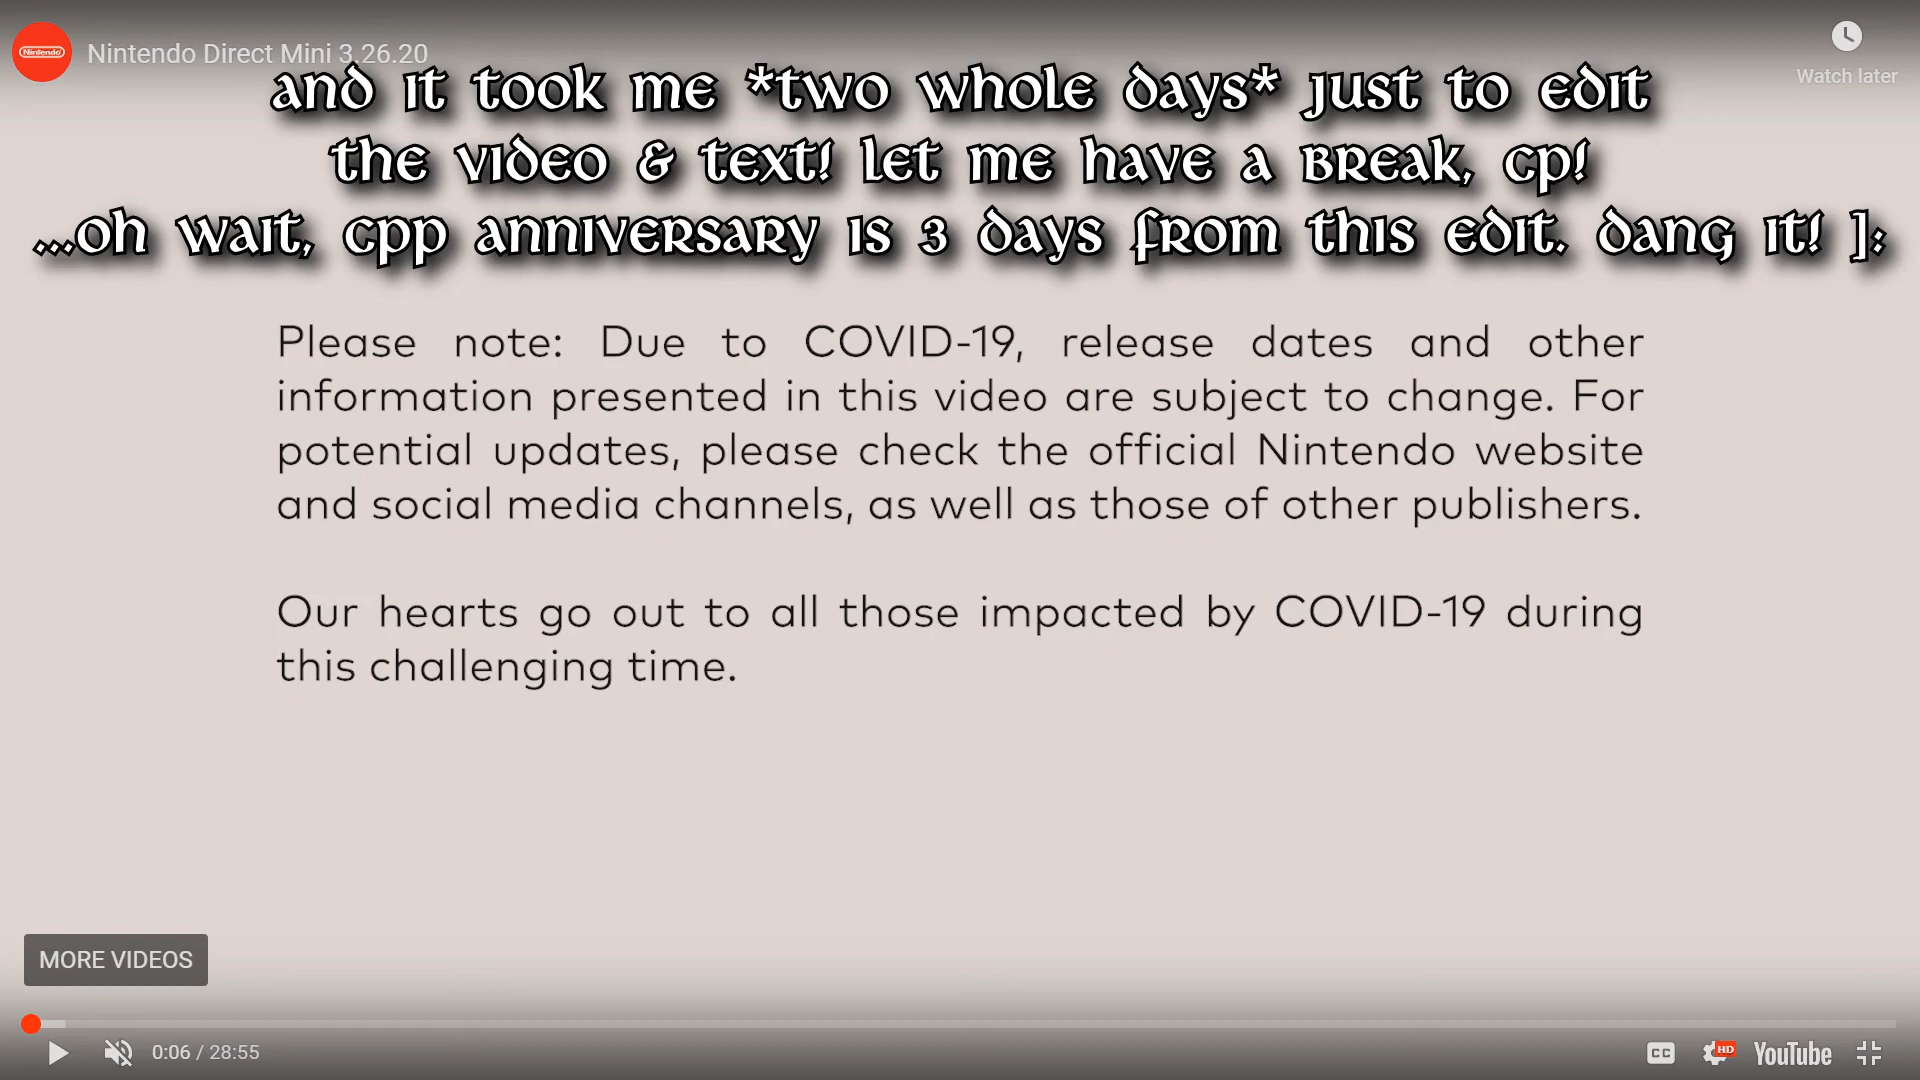 Nintendo
Nintendo Direct Mini 3.26.20
Watch later
and it took me *two whole days* just to edit
the video & text! let me have a break, cp!
...oh wait, cpp anniversary is 3 days from this edit. dang it! ]:
Please note: Due to COVID-19, release dates and other
information presented in this video are subject to change. For
potential updates, please check the official Nintendo website
and social media channels, as well as those of other publishers.
Our hearts go out to all those impacted by COVID-19 during
this challenging time.
MORE VIDEOS
0:06 / 28:55
CC
HD
YouTube